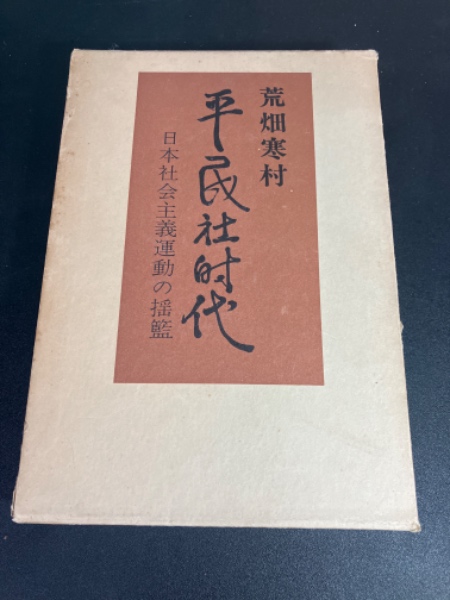 荒畑寒村
平民社时代
日本社会主義運動の揺籃